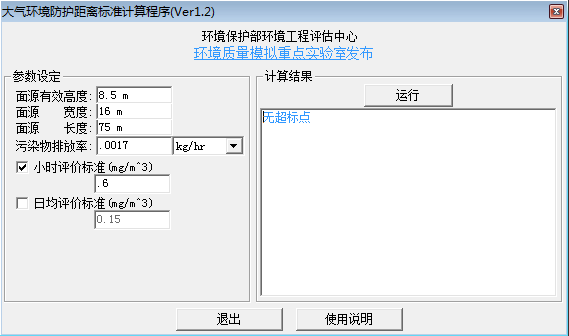 大气环境防护距离标准计算程序(Ver1.2)
环境保护部环境工程评估中心
环境质量模拟重点实验室发布
参数设定
面源有效高度: 8.5 m
面源 宽度: 16 m
面源 长度: 75 m
污染物排放率: .0017 kg/hr
小时评价标准(mg/m^3)
.6
日均评价标准(mg/m^3)
0.15
计算结果
运行
无超标点
退出 使用说明